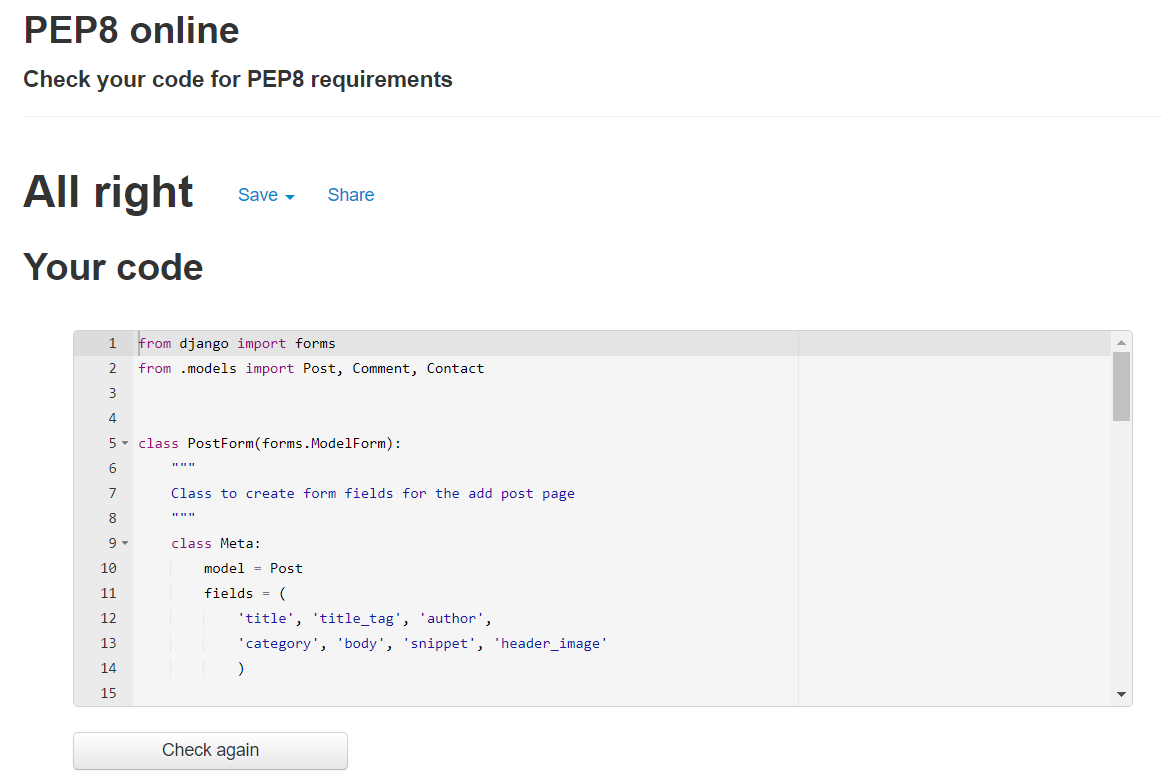 PEP8 online
Check your code for PEP8 requirements
All right Save Share
Your code
1 from django import forms
2 from .models import Post, Comment, Contact
3
4
5 class PostForm(forms.ModelForm):
6     """
7     Class to create form fields for the add post page
8     """
9     class Meta:
10         model = Post
11         fields = (
12             'title', 'title_tag', 'author',
13             'category', 'body', 'snippet', 'header_image'
14             )
15
Check again